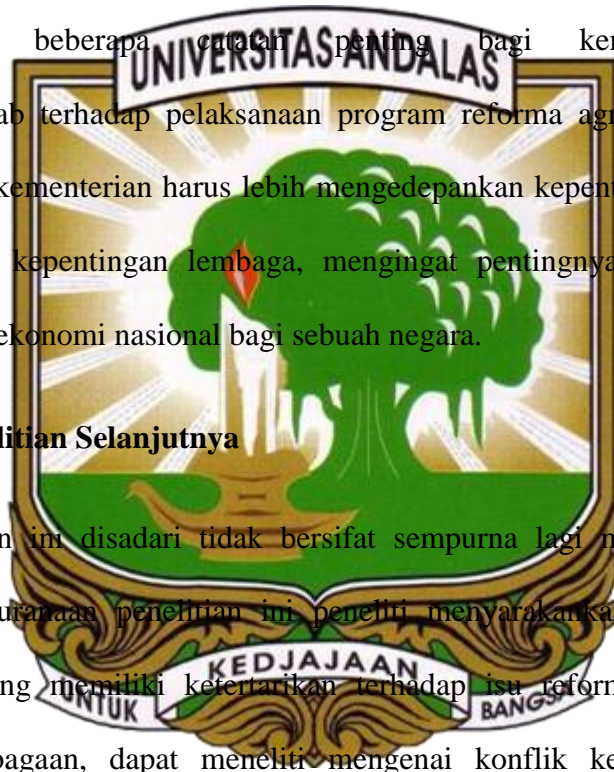 beberapa catatan penting bagi ke
UNIVERSITAS ANDALAS
ab terhadap pelaksanaan program reforma ag
kementerian harus lebih mengedepankan kepent
kepentingan lembaga, mengingat pentingnya
ekonomi nasional bagi sebuah negara.
litian Selanjutnya
n ini disadari tidak bersifat sempurna lagi
puranaan penelitian ini peneliti menyarakanka
KEDJAJAAN
ng memiliki ketertarikan terhadap isu reform
UNTUK BANGSA
bagaan, dapat meneliti mengenai konflik ke